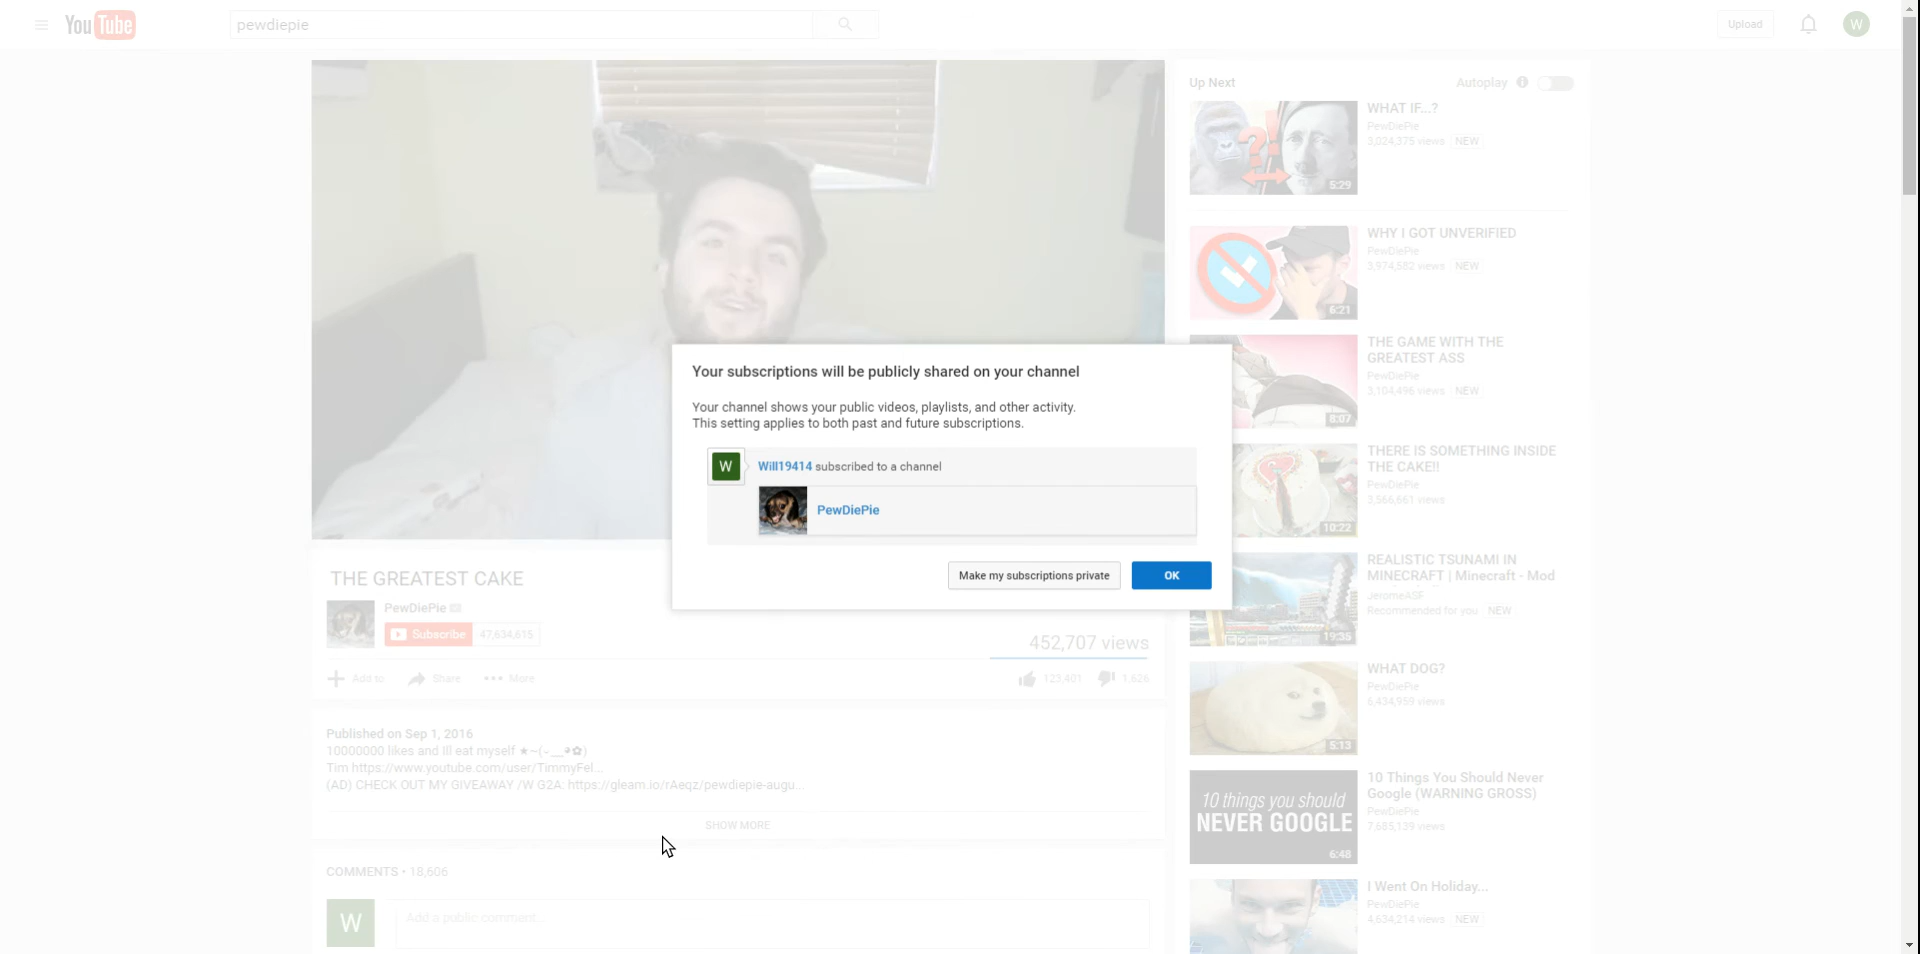 YouTube
pewdiepie
Upload
W
Up Next
Autoplay
WHAT IF...?
PewDiePie
3,024,375 views NEW
5:29
WHY I GOT UNVERIFIED
PewDiePie
3,974,582 views NEW
6:21
THE GAME WITH THE
GREATEST ASS
PewDiePie
3,104,496 views NEW
8:07
THERE IS SOMETHING INSIDE
THE CAKE!!
PewDiePie
3,566,661 views
10:22
REALISTIC TSUNAMI IN
MINECRAFT | Minecraft - Mod
JeromeASF
Recommended for you NEW
19:35
WHAT DOG?
PewDiePie
6,434,959 views
5:13
10 things you should
NEVER GOOGLE
6:48
10 Things You Should Never
Google (WARNING GROSS)
PewDiePie
7,685,139 views
I Went On Holiday...
PewDiePie
4,634,214 views NEW
Your subscriptions will be publicly shared on your channel
Your channel shows your public videos, playlists, and other activity.
This setting applies to both past and future subscriptions.
W
Will19414 subscribed to a channel
PewDiePie
Make my subscriptions private
OK
THE GREATEST CAKE
PewDiePie
Subscribe 47,634,615
452,707 views
Add to Share More
123,401 1,626
Published on Sep 1, 2016
10000000 likes and Ill eat myself
Tim https://www.youtube.com/user/TimmyFel...
(AD) CHECK OUT MY GIVEAWAY /W G2A: https://gleam.io/rAeqz/pewdiepie-augu...
SHOW MORE
COMMENTS • 18,606
W
Add a public comment...